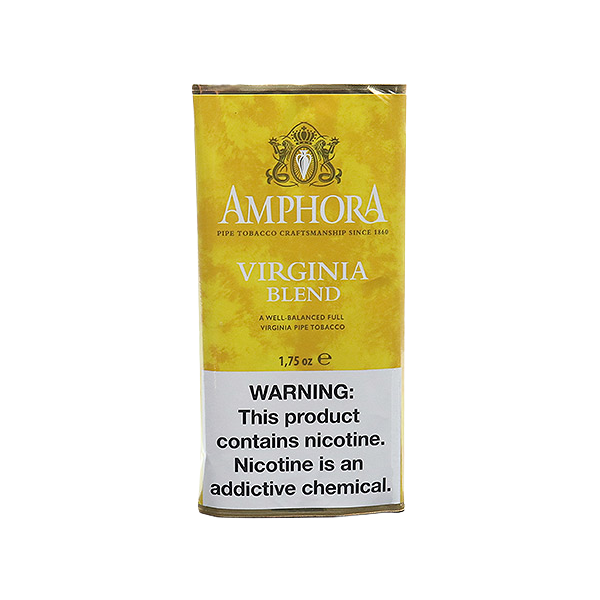 AMPHORA
PIPE TOBACCO CRAFTSMANSHIP SINCE 1860
VIRGINIA
BLEND
A WELL-BALANCED FULL
VIRGINIA PIPE TOBACCO
1,75 oz ℮
WARNING:
This product
contains nicotine.
Nicotine is an
addictive chemical.